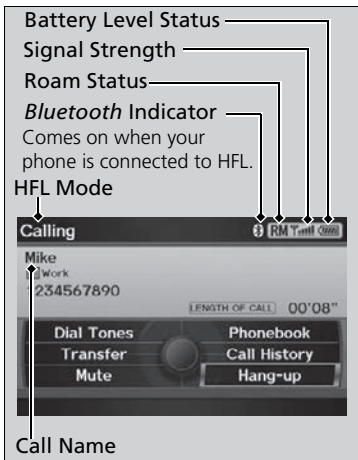 Battery Level Status
Signal Strength
Roam Status
Bluetooth Indicator
Comes on when your
phone is connected to HFL.
HFL Mode
Calling
RM
Mike
Work
1234567890
LENGTH OF CALL 00'08"
Dial Tones Phonebook
Transfer Call History
Mute Hang-up
Call Name